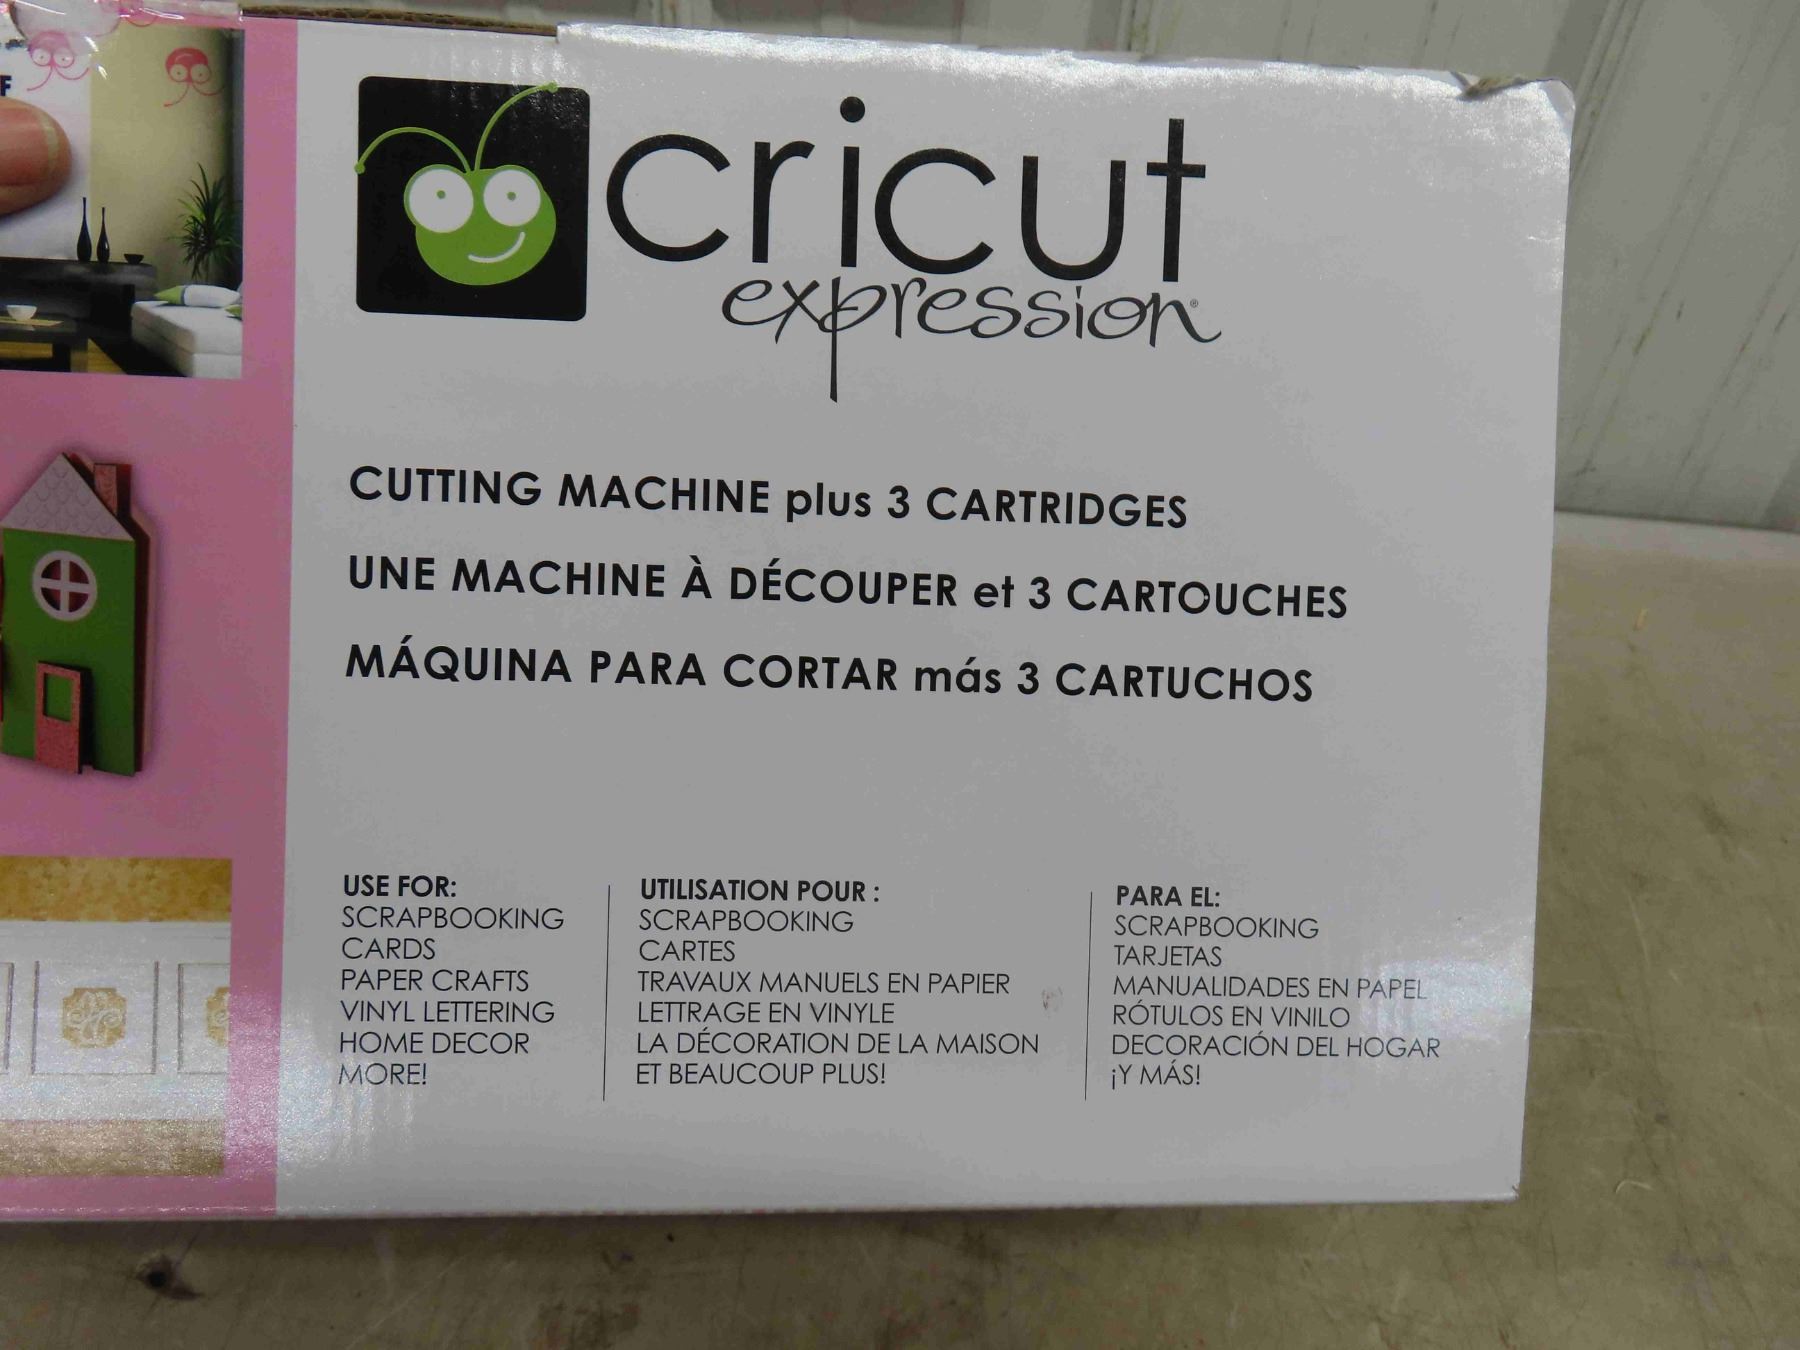 F
cricut
expression®
CUTTING MACHINE plus 3 CARTRIDGES
UNE MACHINE À DÉCOUPER et 3 CARTOUCHES
MÁQUINA PARA CORTAR más 3 CARTUCHOS
USE FOR:
SCRAPBOOKING
CARDS
PAPER CRAFTS
VINYL LETTERING
HOME DECOR
MORE!
UTILISATION POUR :
SCRAPBOOKING
CARTES
TRAVAUX MANUELS EN PAPIER
LETTRAGE EN VINYLE
LA DÉCORATION DE LA MAISON
ET BEAUCOUP PLUS!
PARA EL:
SCRAPBOOKING
TARJETAS
MANUALIDADES EN PAPEL
RÓTULOS EN VINILO
DECORACIÓN DEL HOGAR
¡Y MÁS!